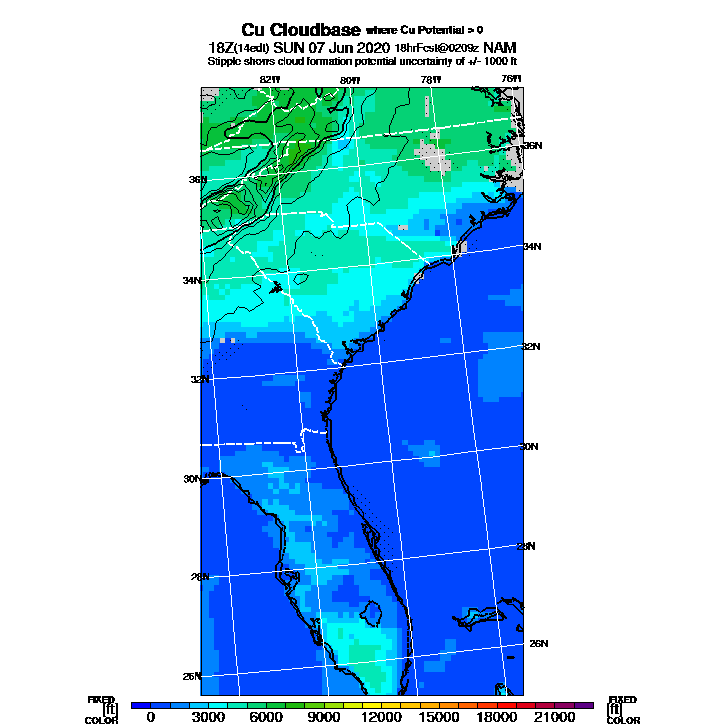 Cu Cloudbase where Cu Potential > 0
18Z(14edt) SUN 07 Jun 2020 18hrFcst@0209z NAM
Stipple shows cloud formation potential uncertainty of +/- 1000 ft
82W 80W 78W 76W
36N
36N
34N
34N
32N
32N
30N
30N
28N
28N
26N
26N
FIXED FIXED
[ft] [ft]
COLOR COLOR
0 3000 6000 9000 12000 15000 18000 21000